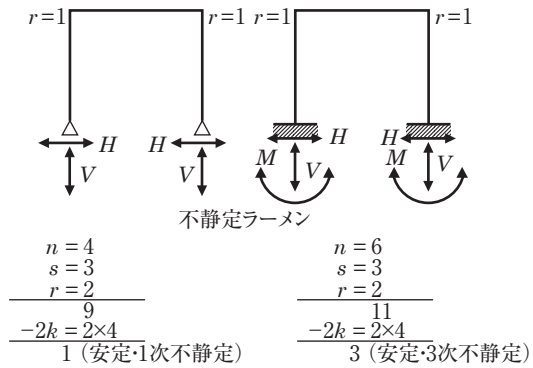 r=1 r=1 r=1 r=1
H H H H
V V M V M V
不静定ラーメン
n = 4
s = 3
r = 2
9
−2k = 2×4
1 (安定・1次不静定)
n = 6
s = 3
r = 2
11
−2k = 2×4
3 (安定・3次不静定)